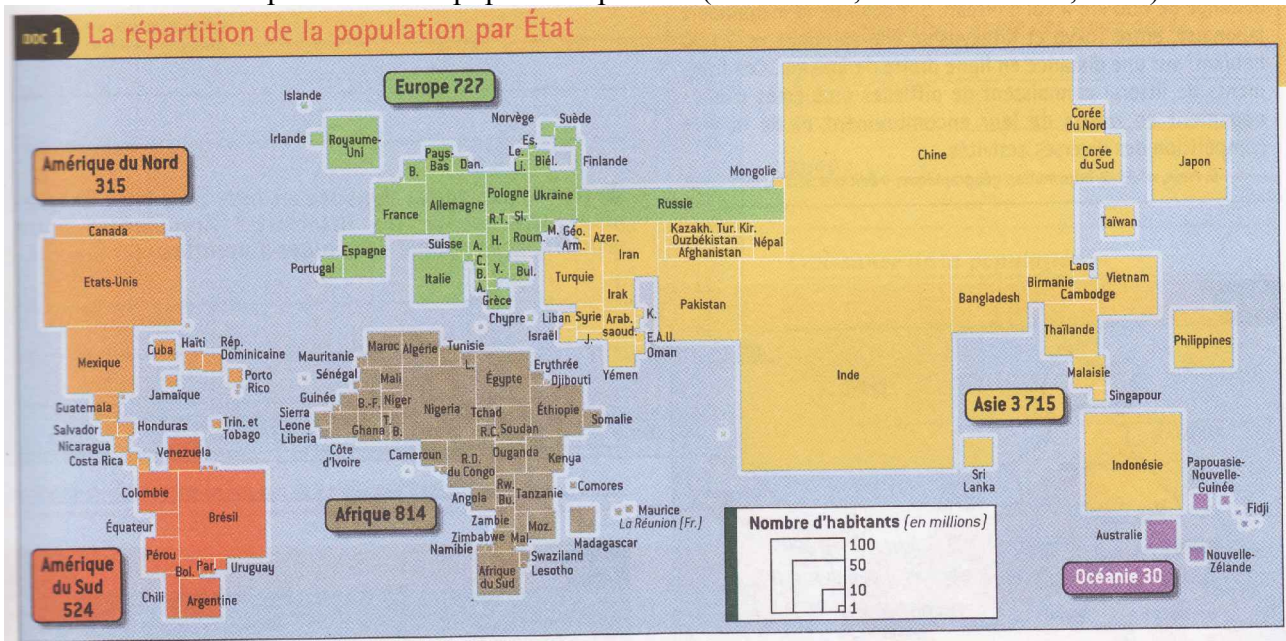 DOC 1 La répartition de la population par État
Europe 727
Islande
Irlande
Royaume-
Uni
Norvège
Suède
Es.
Le.
Li.
Biél.
Finlande
Pays-
Bas
Dan.
B.
France
Allemagne
Pologne
Ukraine
Russie
R.T.
Sl.
Suisse
A.
H.
Roum.
M.
Espagne
Portugal
Italie
C.
B.
A.
Y.
Bul.
Grèce
Chypre
Amérique du Nord
315
Canada
Etats-Unis
Mexique
Cuba
Haïti
Rép.
Dominicaine
Jamaïque
Porto
Rico
Guatemala
Salvador
Honduras
Nicaragua
Costa Rica
Trin. et
Tobago
Venezuela
Colombie
Brésil
Équateur
Pérou
Bol.
Par.
Uruguay
Chili
Argentine
Amérique
du Sud
524
Afrique 814
Maroc
Algérie
Tunisie
L.
Mauritanie
Sénégal
Mali
Égypte
Erythrée
Djibouti
Guinée
B.-F.
Niger
Nigeria
Tchad
Éthiopie
Somalie
Sierra
Leone
Liberia
Ghana
T.
B.
R.C.
Soudan
Côte
d'Ivoire
Cameroun
R.D.
du Congo
Ouganda
Kenya
Rw.
Bu.
Tanzanie
Comores
Angola
Zambie
Moz.
Maurice
La Réunion (Fr.)
Zimbabwe
Mal.
Madagascar
Namibie
Swaziland
Lesotho
Afrique
du Sud
Asie 3 715
Mongolie
Chine
Corée
du Nord
Corée
du Sud
Japon
Taïwan
Géo.
Arm.
Azer.
Iran
Kazakh. Tur. Kir.
Ouzbékistan
Afghanistan
Népal
Turquie
Irak
Pakistan
Inde
Bangladesh
Birmanie
Laos
Cambodge
Vietnam
Thaïlande
Philippines
Liban
Syrie
Arab.
saoud.
K.
Israël
J.
E.A.U.
Oman
Yémen
Malaisie
Singapour
Sri
Lanka
Indonésie
Papouasie-
Nouvelle-
Guinée
Fidji
Australie
Nouvelle-
Zélande
Océanie 30
Nombre d'habitants (en millions)
100
50
10
1